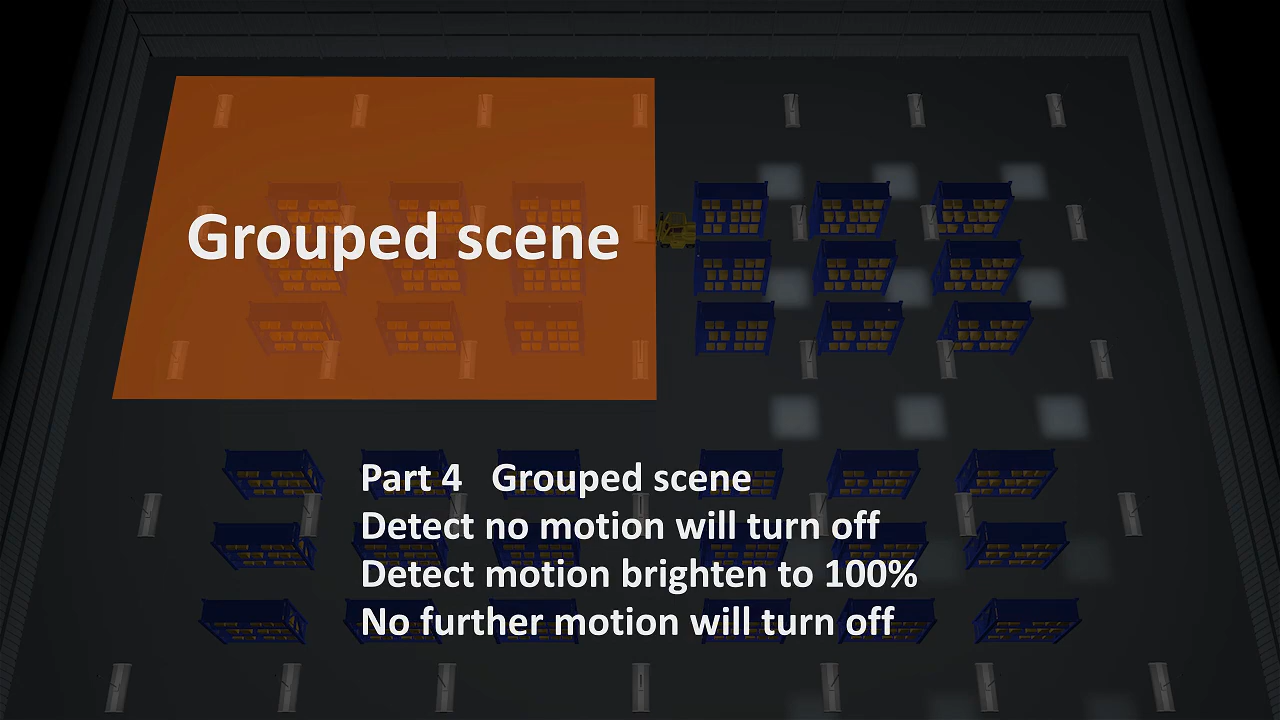 Grouped scene
Part 4 Grouped scene
Detect no motion will turn off
Detect motion brighten to 100%
No further motion will turn off